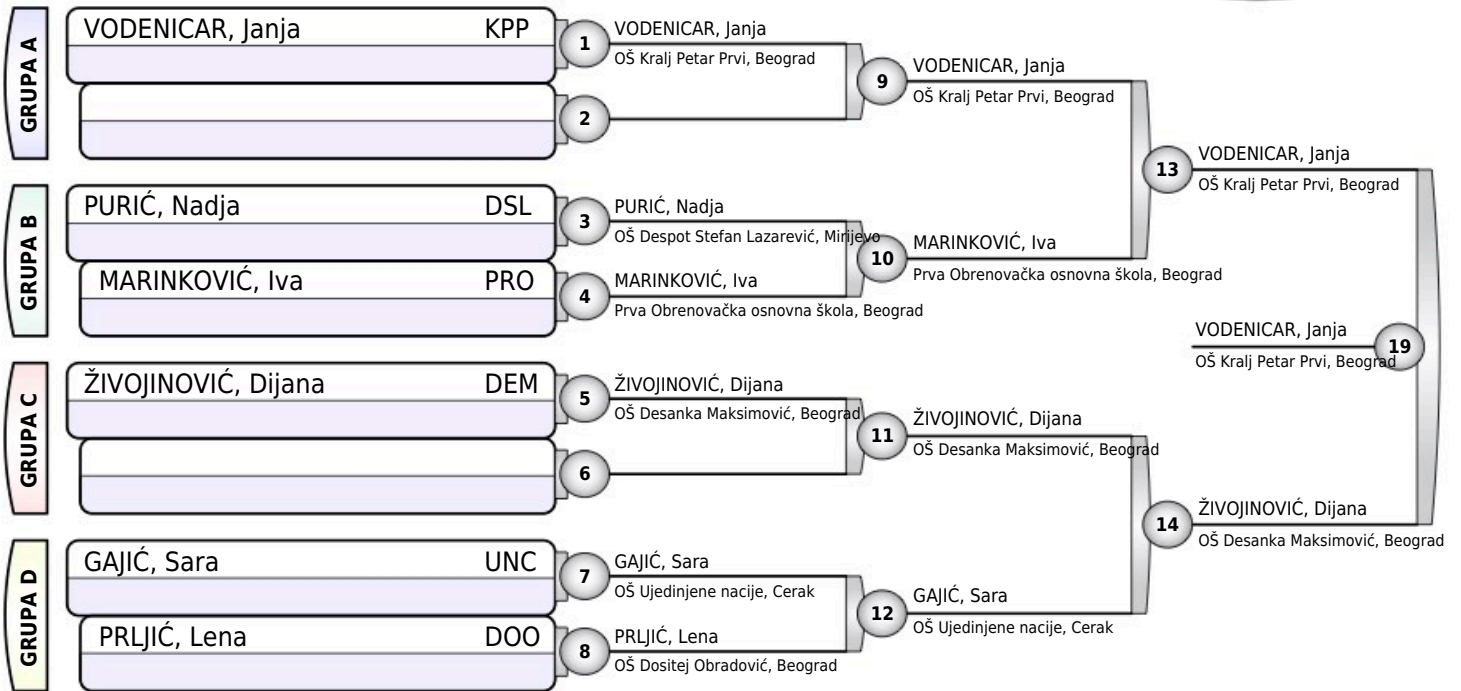 GRUPA A
VODENICAR, Janja KPP
1
VODENICAR, Janja
OŠ Kralj Petar Prvi, Beograd
2
9
VODENICAR, Janja
OŠ Kralj Petar Prvi, Beograd
13
VODENICAR, Janja
OŠ Kralj Petar Prvi, Beograd
GRUPA B
PURIĆ, Nadja DSL
3
PURIĆ, Nadja
OŠ Despot Stefan Lazarević, Mirijevo
MARINKOVIĆ, Iva PRO
4
MARINKOVIĆ, Iva
Prva Obrenovačka osnovna škola, Beograd
10
MARINKOVIĆ, Iva
Prva Obrenovačka osnovna škola, Beograd
VODENICAR, Janja
OŠ Kralj Petar Prvi, Beograd
19
GRUPA C
ŽIVOJINOVIĆ, Dijana DEM
5
ŽIVOJINOVIĆ, Dijana
OŠ Desanka Maksimović, Beograd
6
11
ŽIVOJINOVIĆ, Dijana
OŠ Desanka Maksimović, Beograd
14
ŽIVOJINOVIĆ, Dijana
OŠ Desanka Maksimović, Beograd
GRUPA D
GAJIĆ, Sara UNC
7
GAJIĆ, Sara
OŠ Ujedinjene nacije, Cerak
PRLJIĆ, Lena DOO
8
PRLJIĆ, Lena
OŠ Dositej Obradović, Beograd
12
GAJIĆ, Sara
OŠ Ujedinjene nacije, Cerak